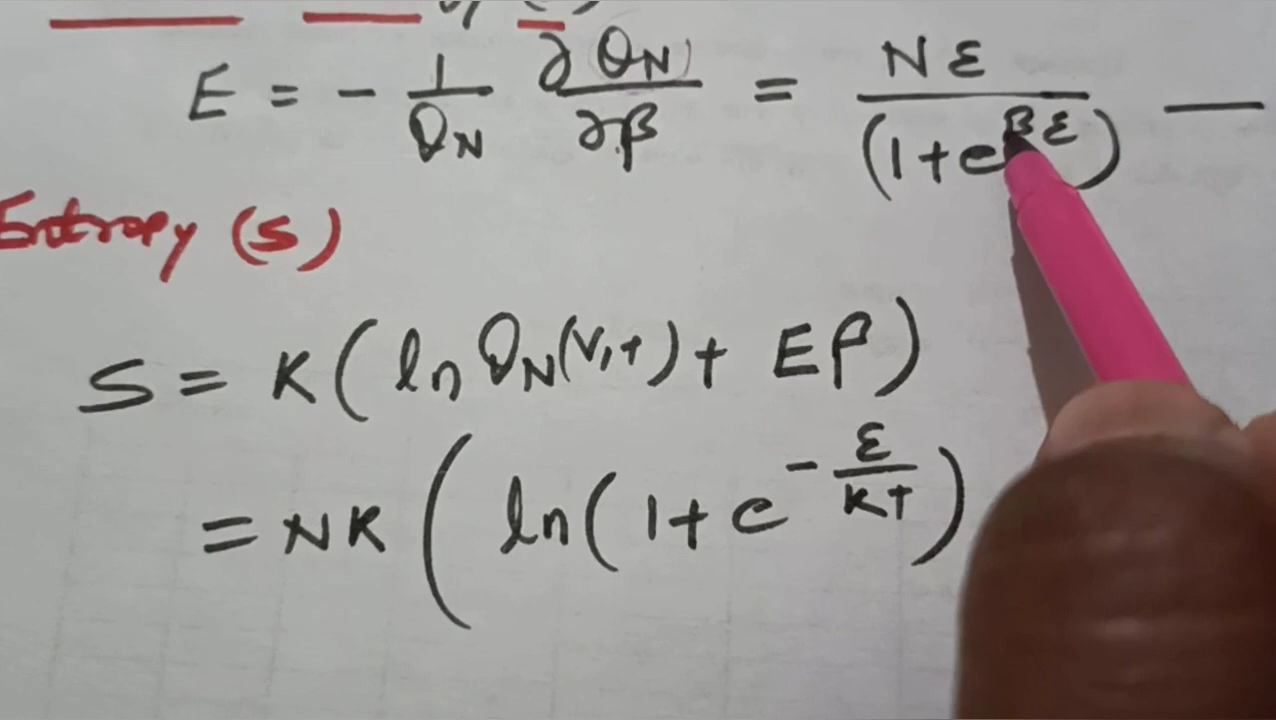 E = - 1/Q_N ∂Q_N/∂β = Nε/(1+e^{βε}) —
Entropy (S)
S = K( ln Q_N(V,t) + Eβ )
= NK ( ln( 1+e^{-ε/KT} )